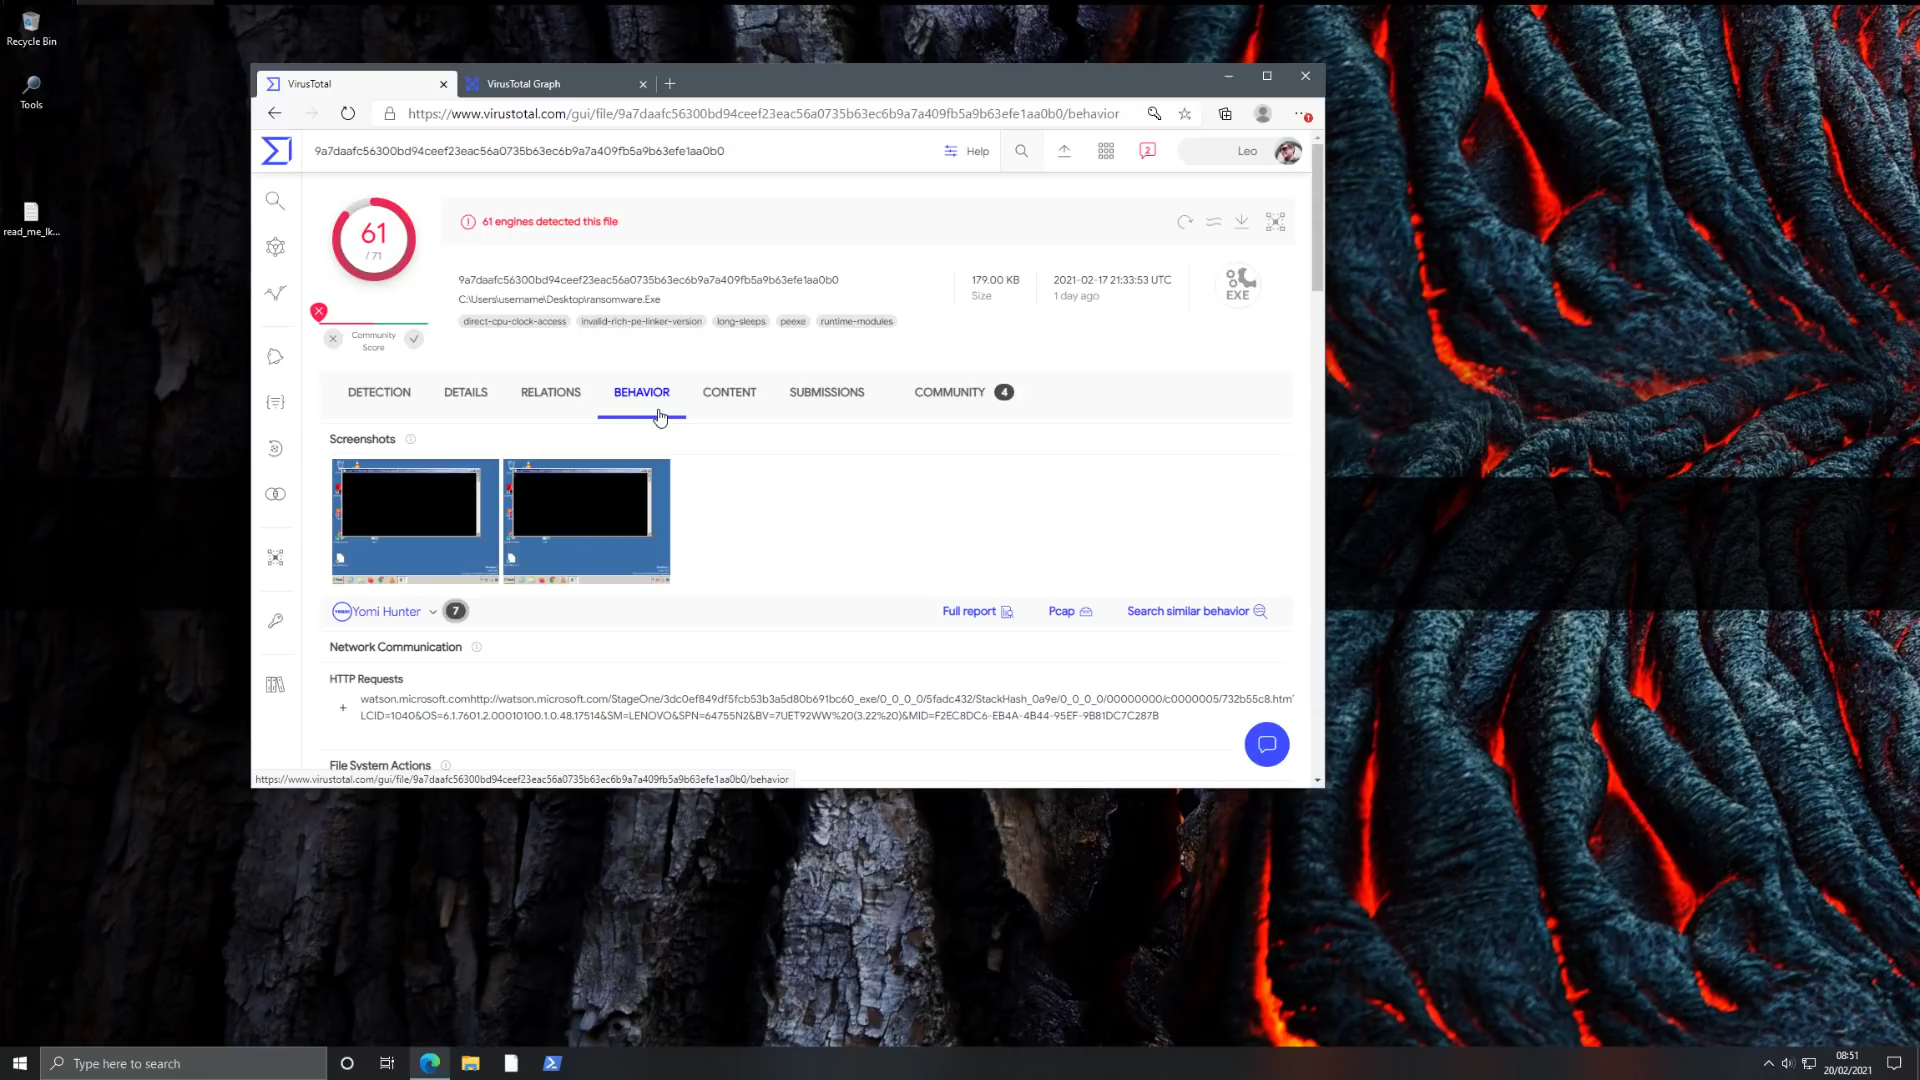 Recycle Bin
Tools
read_me_lk...
VirusTotal
VirusTotal Graph
https://www.virustotal.com/gui/file/9a7daafc56300bd94ceef23eac56a0735b63ec6b9a7a409fb5a9b63efe1aa0b0/behavior
9a7daafc56300bd94ceef23eac56a0735b63ec6b9a7a409fb5a9b63efe1aa0b0
Help
2
Leo
61
/ 71
61 engines detected this file
9a7daafc56300bd94ceef23eac56a0735b63ec6b9a7a409fb5a9b63efe1aa0b0
C:\Users\username\Desktop\ransomware.Exe
179.00 KB
Size
2021-02-17 21:33:53 UTC
1 day ago
EXE
direct-cpu-clock-access
invalid-rich-pe-linker-version
long-sleeps
peexe
runtime-modules
Community
Score
DETECTION
DETAILS
RELATIONS
BEHAVIOR
CONTENT
SUBMISSIONS
COMMUNITY 4
Screenshots
Yomi Hunter
7
Full report
Pcap
Search similar behavior
Network Communication
HTTP Requests
watson.microsoft.comhttp://watson.microsoft.com/StageOne/3dc0ef849df5fcb53b3a5d80b691bc60_exe/0_0_0_0/5fadc432/StackHash_0a9e/0_0_0_0/00000000/c0000005/732b55c8.htm?
+ LCID=1040&OS=6.1.7601.2.00010100.1.0.48.17514&SM=LENOVO&SPN=64755N2&BV=7UET92WW%20(3.22%20)&MID=F2EC8DC6-EB4A-4B44-95EF-9B81DC7C287B
File System Actions
https://www.virustotal.com/gui/file/9a7daafc56300bd94ceef23eac56a0735b63ec6b9a7a409fb5a9b63efe1aa0b0/behavior
Type here to search
08:51
20/02/2021